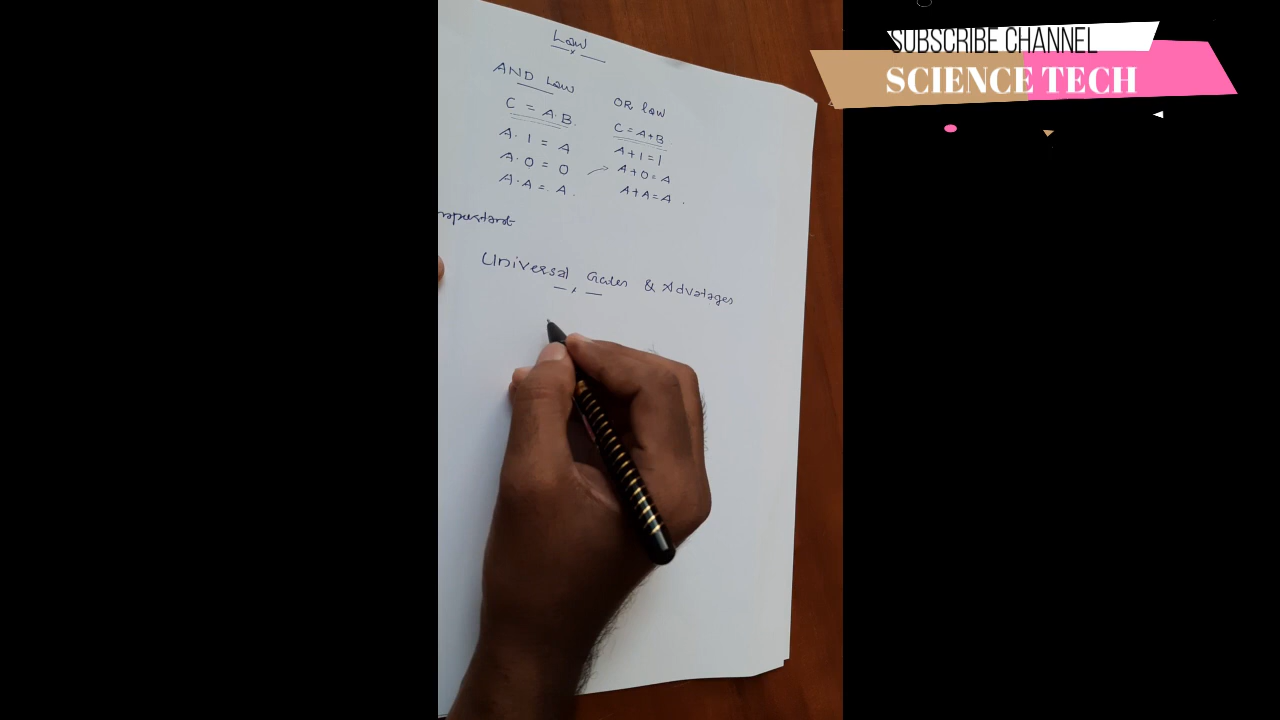 Law
AND Law
C = A.B.
A. 1 = A
A. 0 = 0
A.A = A.
OR law
C = A+B
A+1=1
A+0=A
A+A=A.
Universal Gates & Advatages
SUBSCRIBE CHANNEL
SCIENCE TECH